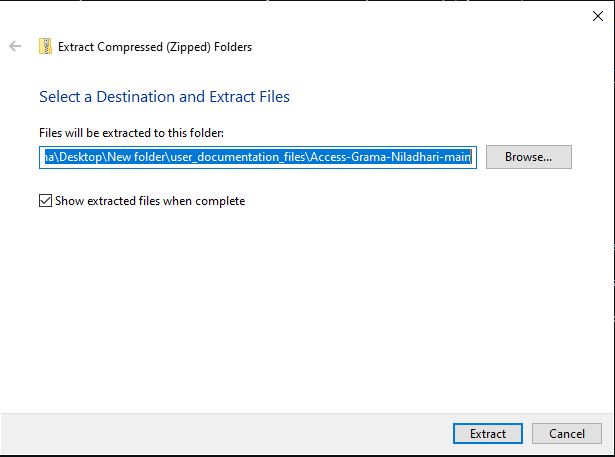 Extract Compressed (Zipped) Folders
Select a Destination and Extract Files
Files will be extracted to this folder:
na\Desktop\New folder\user_documentation_files\Access-Grama-Niladhari-main
Browse...
Show extracted files when complete
Extract
Cancel